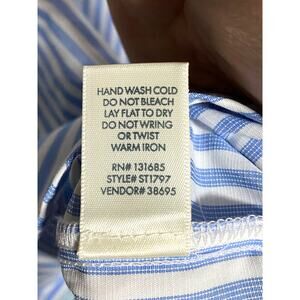 HAND WASH COLD
DO NOT BLEACH
LAY FLAT TO DRY
DO NOT WRING
OR TWIST
WARM IRON
RN# 131685
STYLE# ST1797
VENDOR# 38695